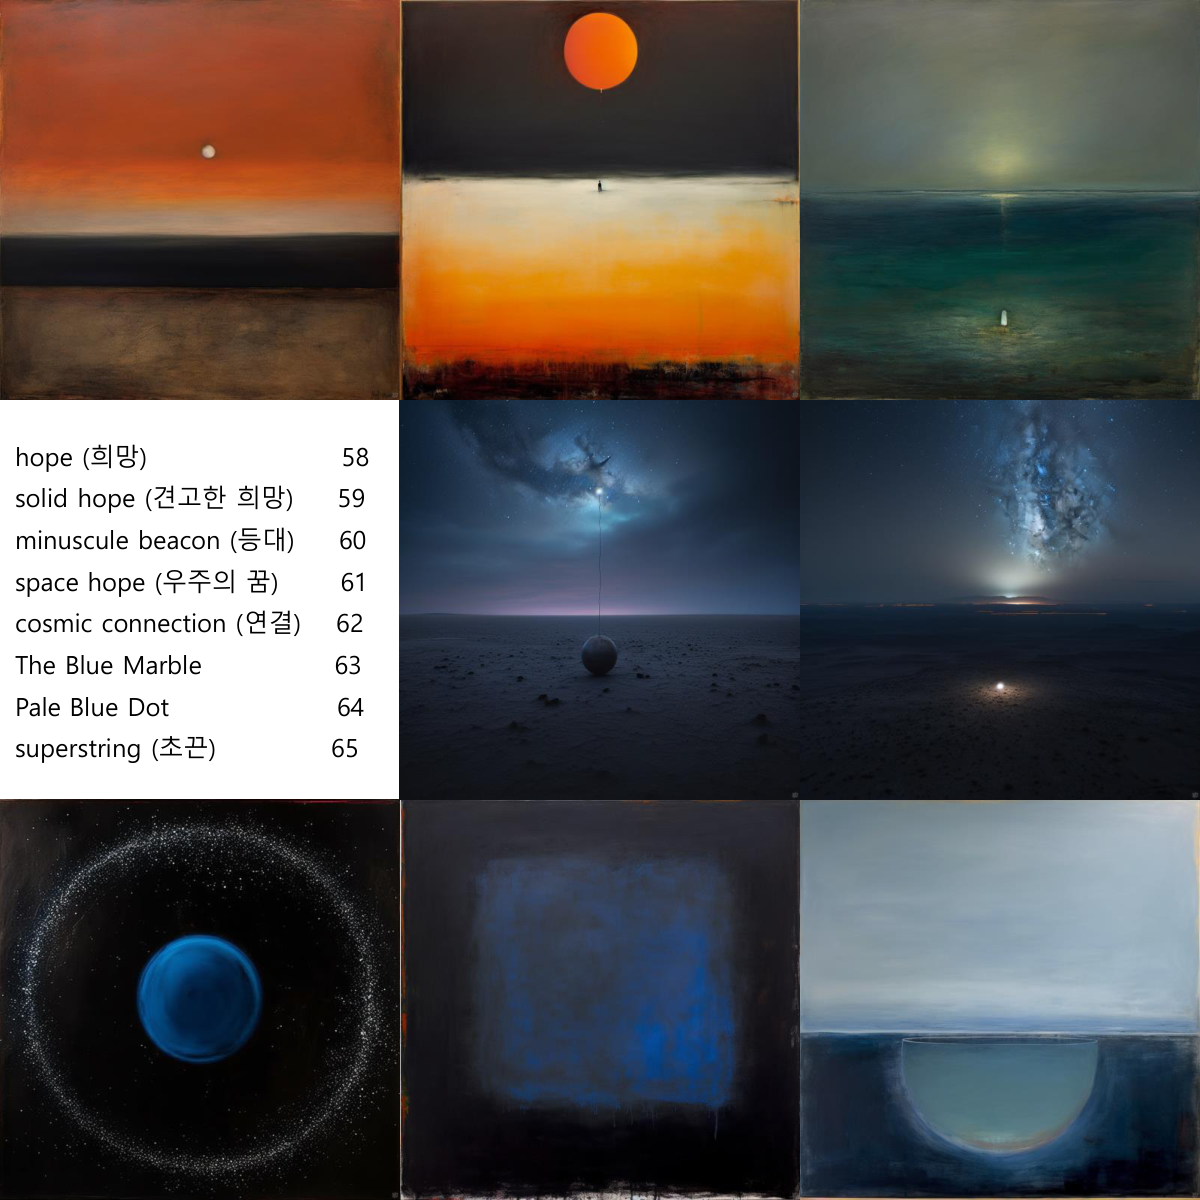 hope (희망) 58
solid hope (견고한 희망) 59
minuscule beacon (등대) 60
space hope (우주의 꿈) 61
cosmic connection (연결) 62
The Blue Marble 63
Pale Blue Dot 64
superstring (초끈) 65